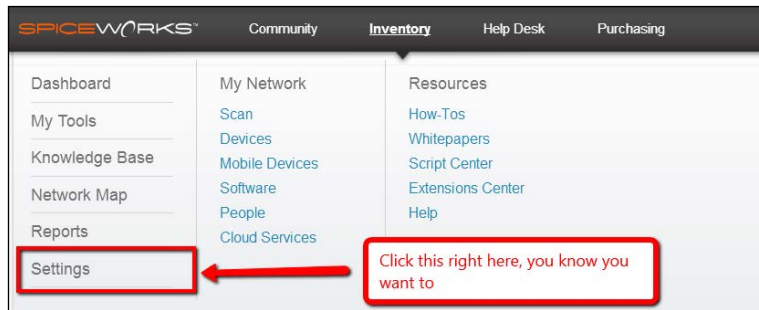 SPICEWORKS™
Community
Inventory
Help Desk
Purchasing
Dashboard
My Tools
Knowledge Base
Network Map
Reports
Settings
My Network
Scan
Devices
Mobile Devices
Software
People
Cloud Services
Resources
How-Tos
Whitepapers
Script Center
Extensions Center
Help
Click this right here, you know you
want to